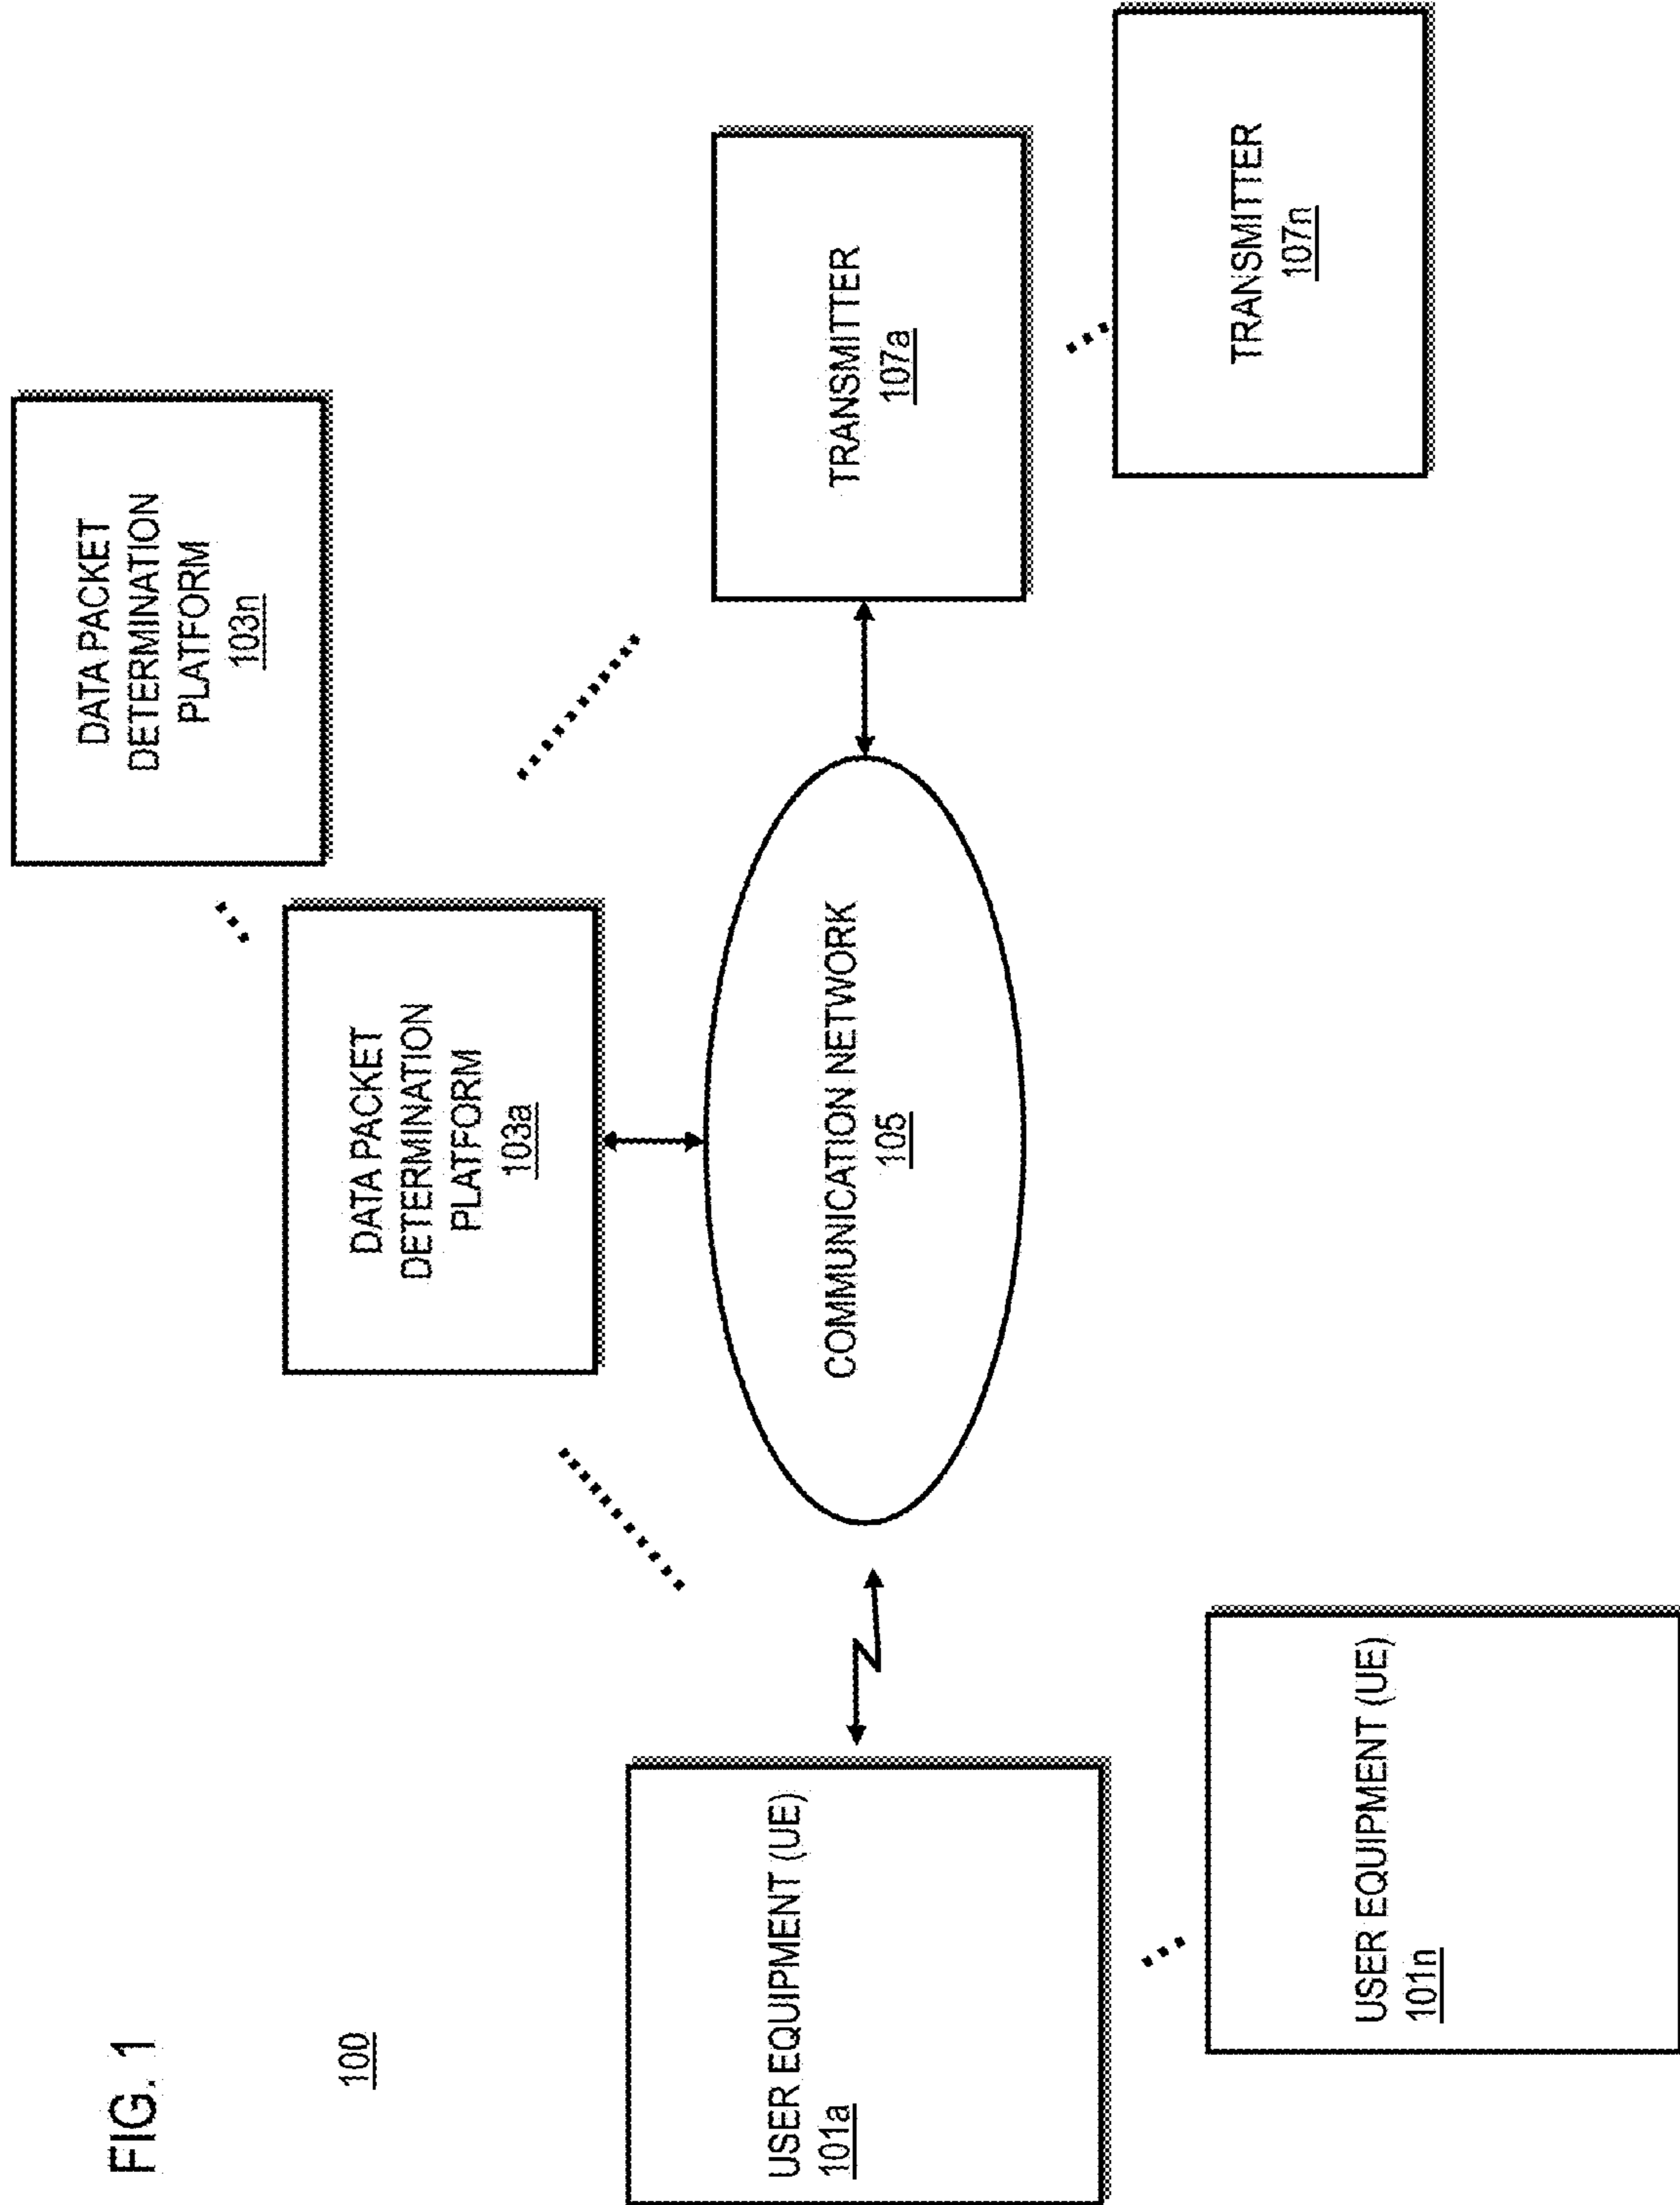 FIG. 1
100
DATA PACKET
DETERMINATION
PLATFORM
103n
DATA PACKET
DETERMINATION
PLATFORM
103a
USER EQUIPMENT (UE)
101a
COMMUNICATION NETWORK
105
TRANSMITTER
107a
USER EQUIPMENT (UE)
101n
TRANSMITTER
107n